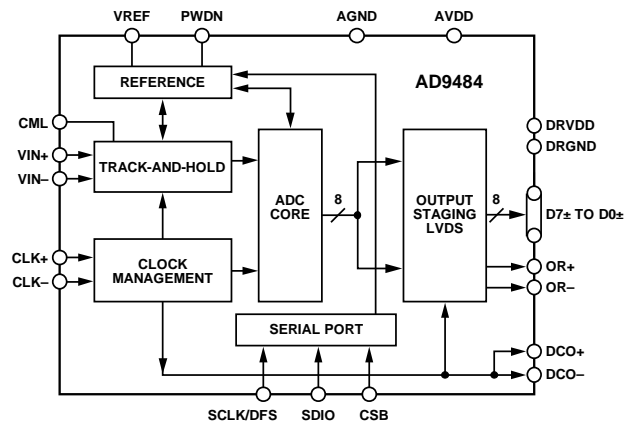 VREF PWDN AGND AVDD
REFERENCE
AD9484
CML
DRVDD
VIN+
DRGND
TRACK-AND-HOLD
VIN–
ADC
CORE
8
OUTPUT
STAGING
LVDS
8
D7± TO D0±
CLK+
CLOCK
MANAGEMENT
CLK–
OR+
OR–
SERIAL PORT
DCO+
DCO–
SCLK/DFS SDIO CSB